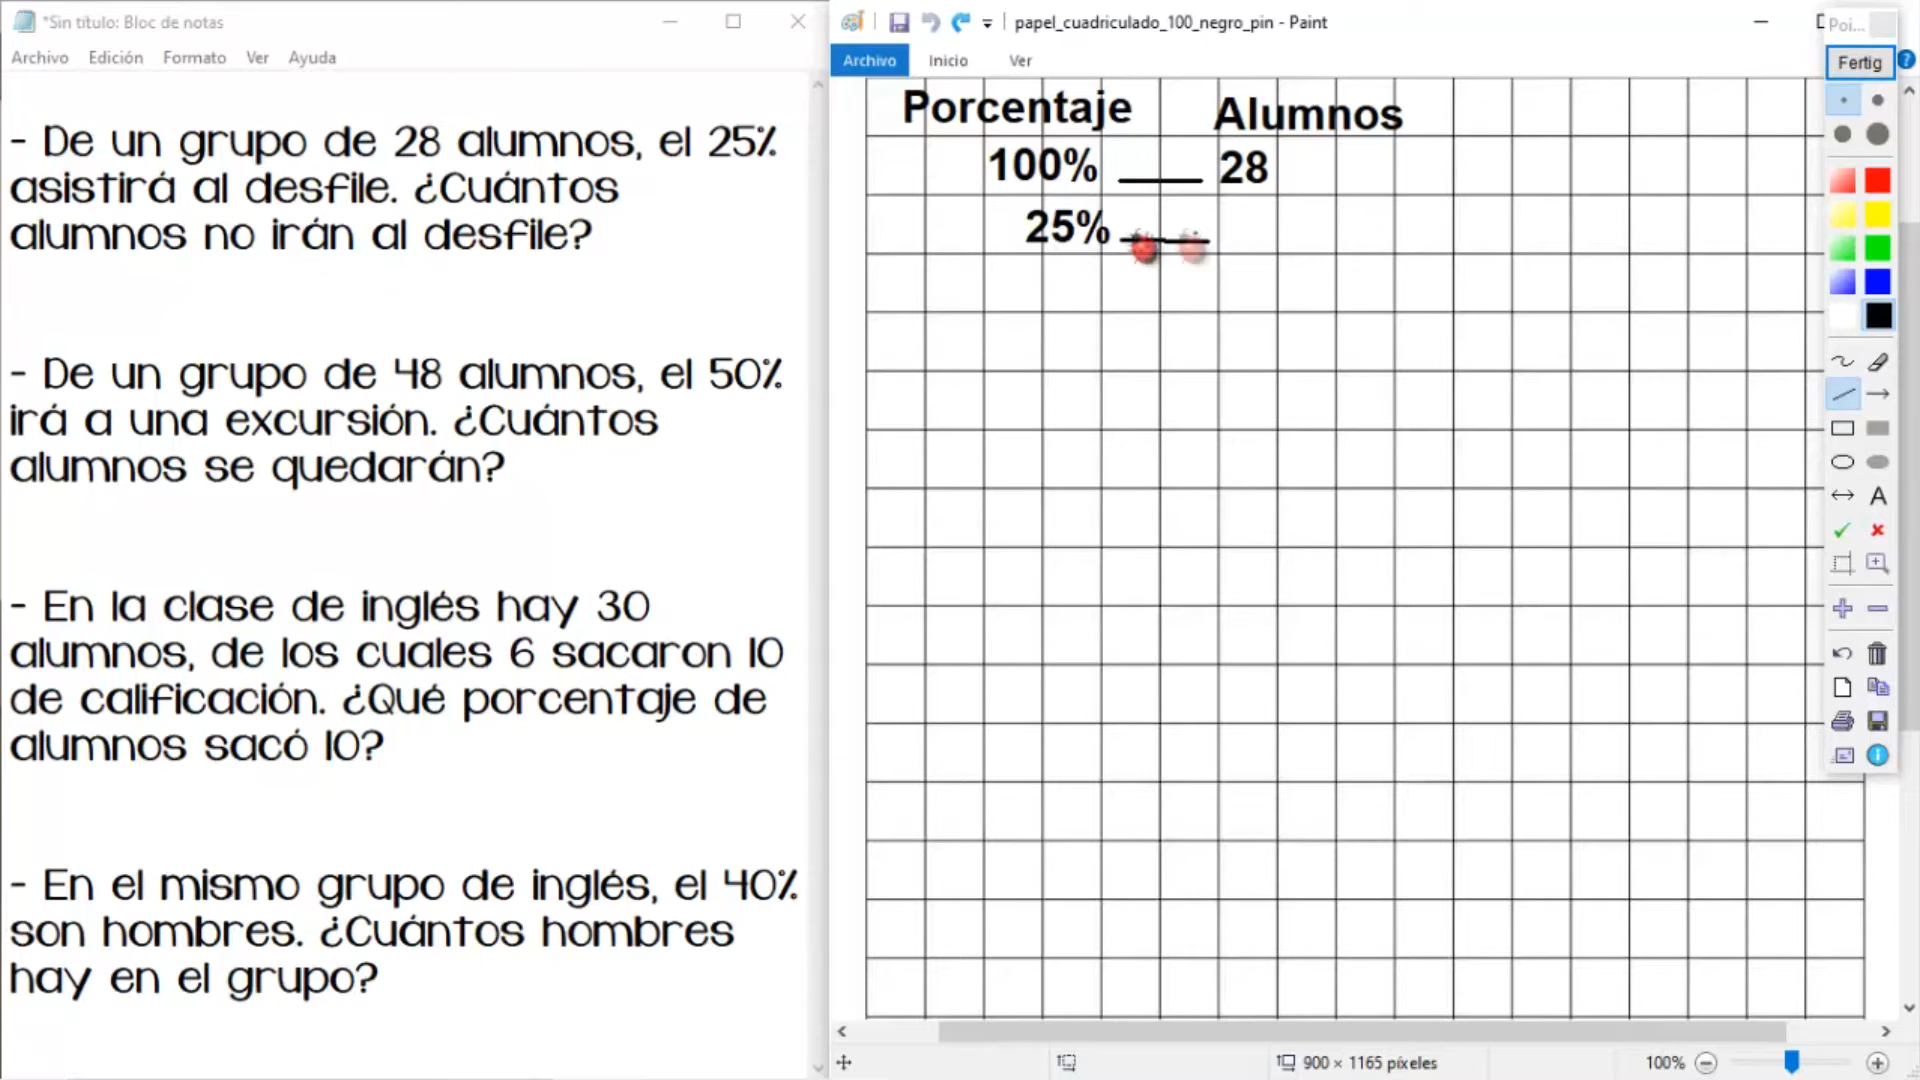 *Sin título: Bloc de notas
Archivo Edición Formato Ver Ayuda
- De un grupo de 28 alumnos, el 25%
asistirá al desfile. ¿Cuántos
alumnos no irán al desfile?
- De un grupo de 48 alumnos, el 50%
irá a una excursión. ¿Cuántos
alumnos se quedarán?
- En la clase de inglés hay 30
alumnos, de los cuales 6 sacaron 10
de calificación. ¿Qué porcentaje de
alumnos sacó 10?
- En el mismo grupo de inglés, el 40%
son hombres. ¿Cuántos hombres
hay en el grupo?
papel_cuadriculado_100_negro_pin - Paint
Archivo Inicio Ver
Porcentaje Alumnos
100% ____ 28
25% ____
Poi...
Fertig
A
900 × 1165 píxeles
100%